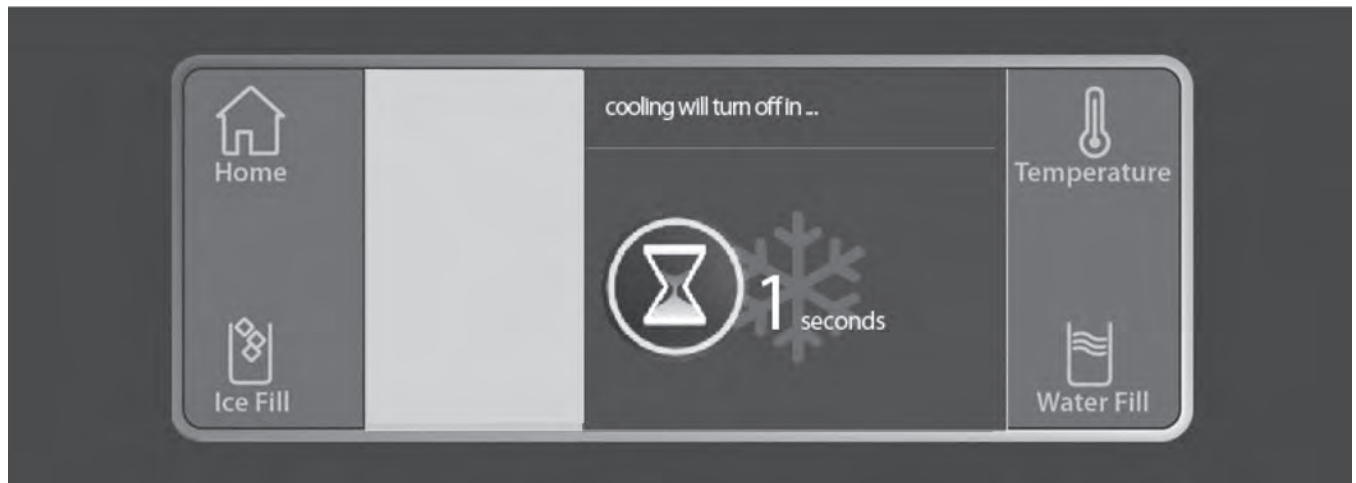 Home
Ice Fill
cooling will turn off in ...
1 seconds
Temperature
Water Fill